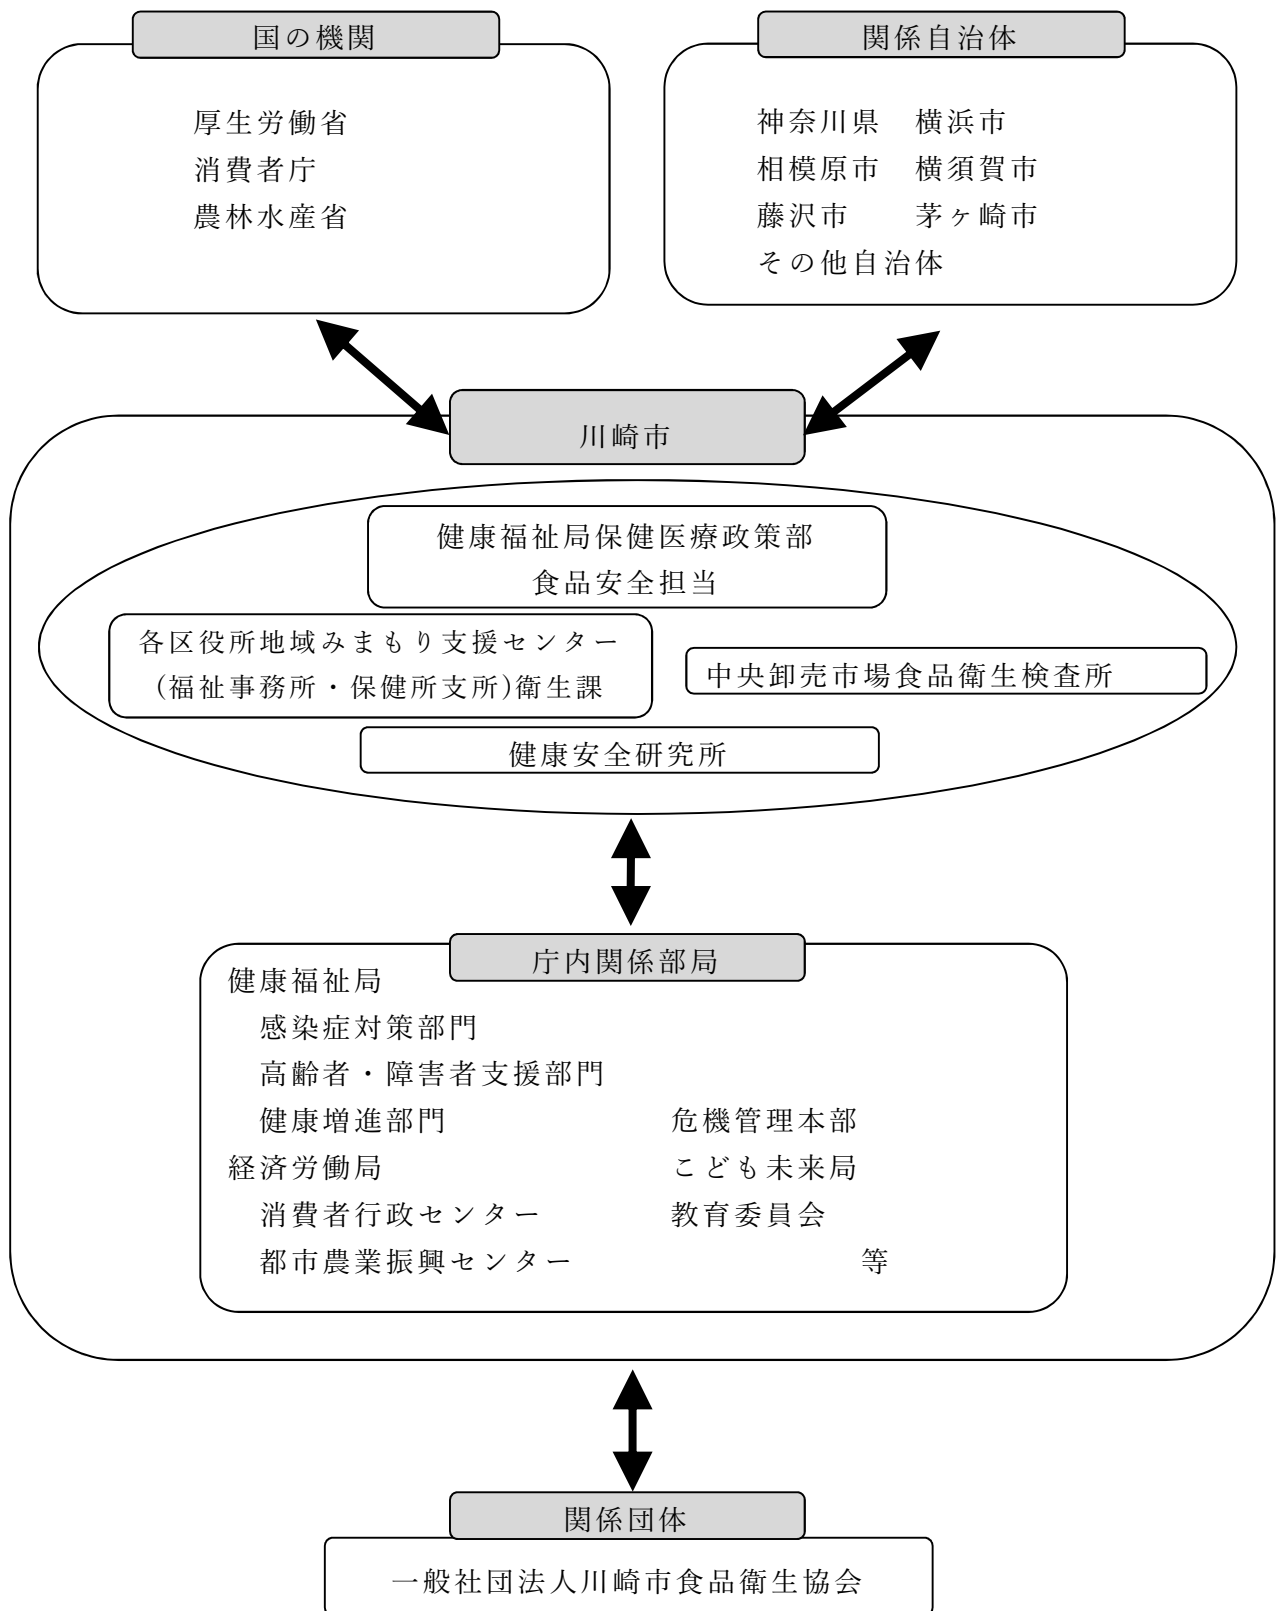 国の機関
厚生労働省
消費者庁
農林水産省
関係自治体
神奈川県 横浜市
相模原市 横須賀市
藤沢市 茅ヶ崎市
その他自治体
川崎市
健康福祉局保健医療政策部
食品安全担当
各区役所地域みまもり支援センター
(福祉事務所・保健所支所)衛生課
中央卸売市場食品衛生検査所
健康安全研究所
庁内関係部局
健康福祉局
感染症対策部門
高齢者・障害者支援部門
健康増進部門
経済労働局
消費者行政センター
都市農業振興センター
危機管理本部
こども未来局
教育委員会
等
関係団体
一般社団法人川崎市食品衛生協会